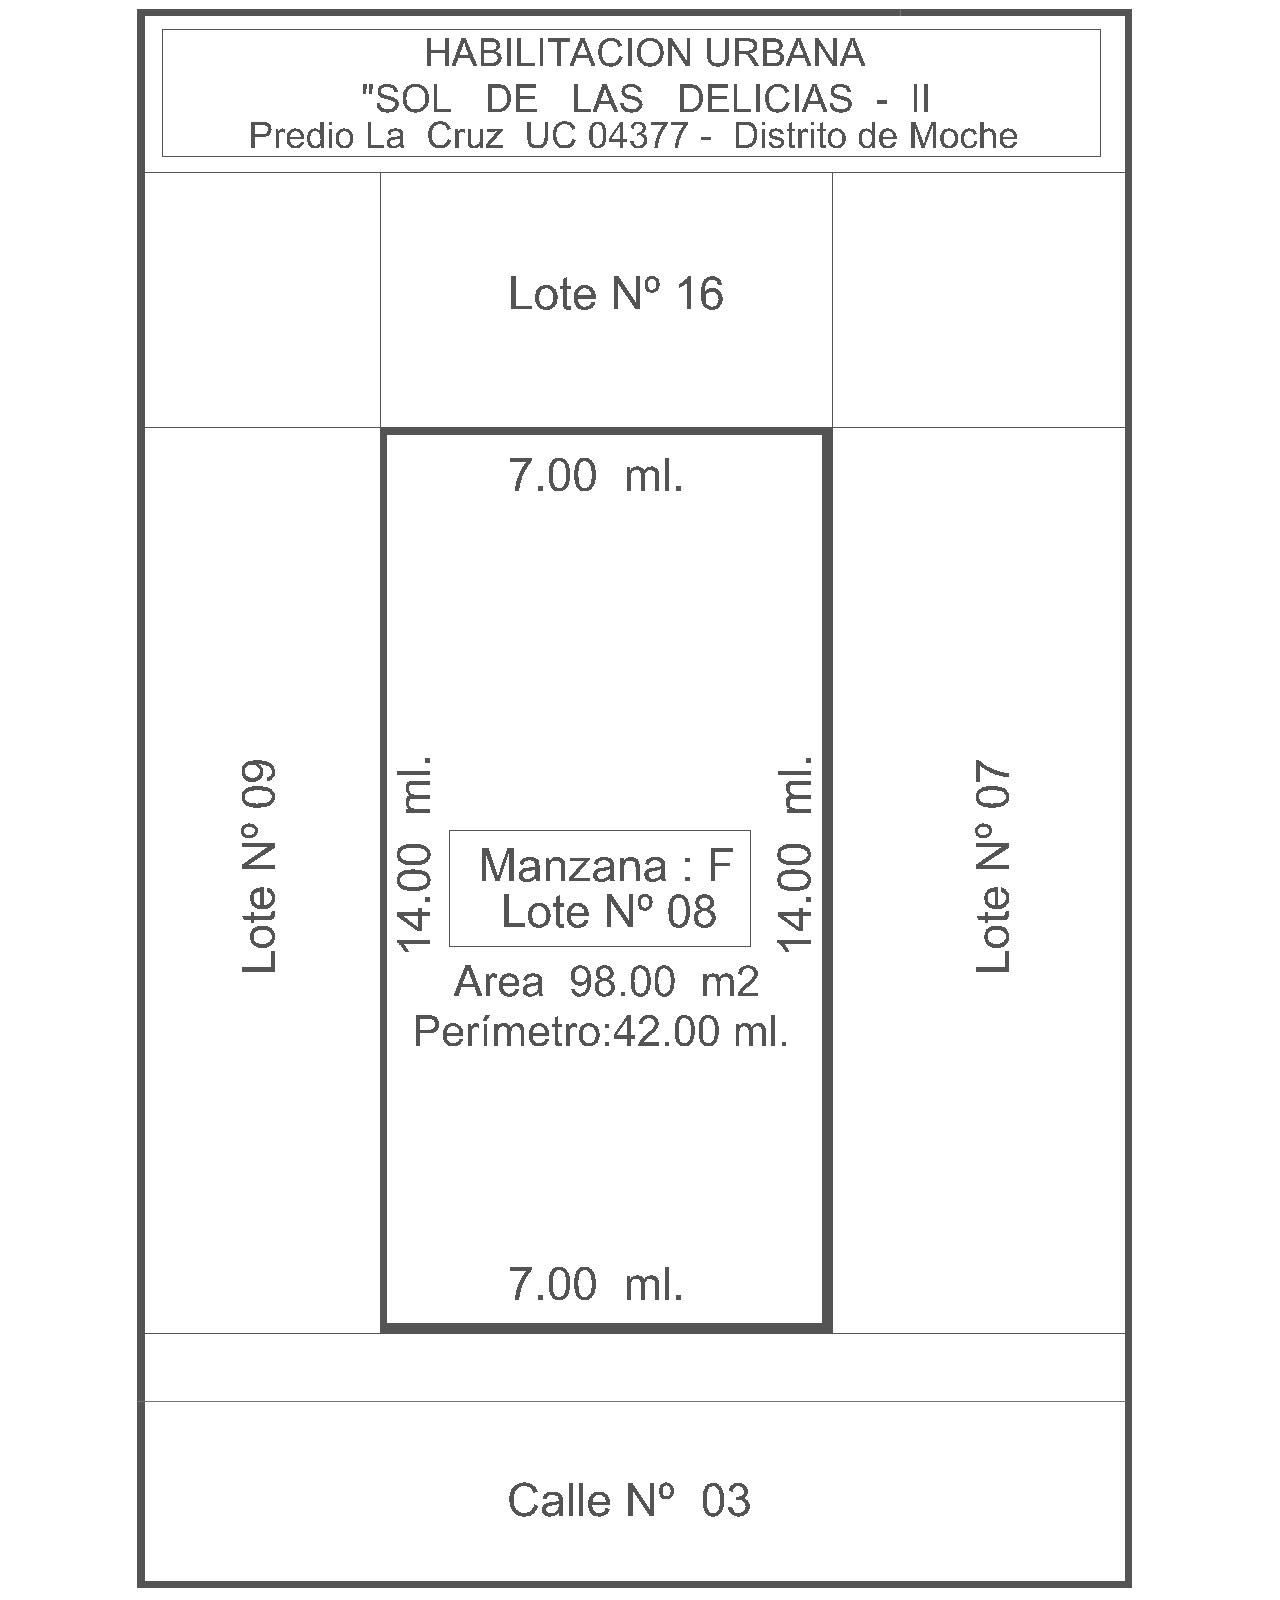 HABILITACION URBANA
"SOL DE LAS DELICIAS - II
Predio La Cruz UC 04377 - Distrito de Moche
Lote Nº 16
7.00 ml.
Lote Nº 09
14.00 ml.
Manzana : F
Lote Nº 08
14.00 ml.
Lote Nº 07
Area 98.00 m2
Perímetro:42.00 ml.
7.00 ml.
Calle Nº 03